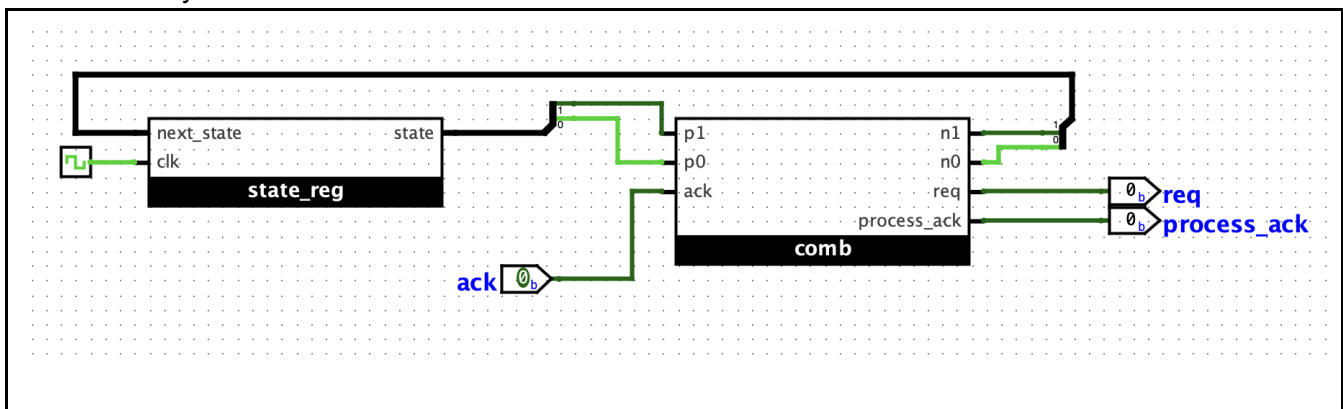 next_state state
clk
state_reg
1
0
p1 n1
p0 n0
ack req
process_ack
comb
1
0
0b req
0b process_ack
ack 0b